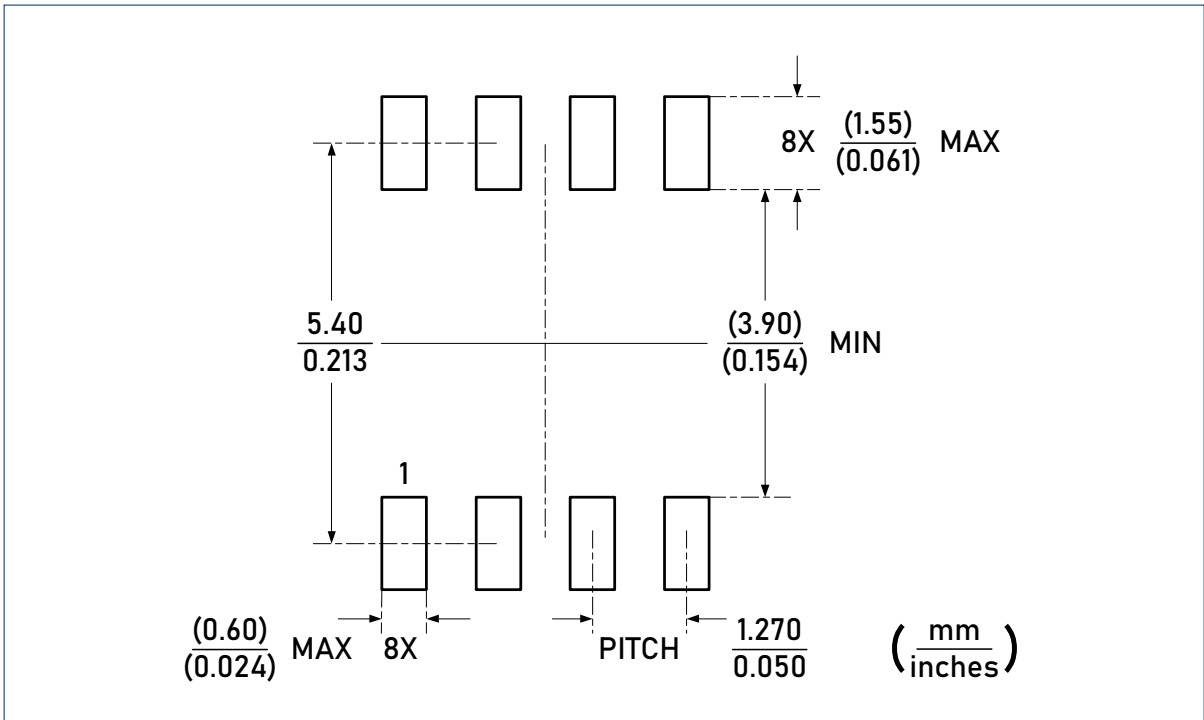 (1.55)
8X MAX
(0.061)
5.40
0.213
(3.90)
MIN
(0.154)
1
(0.60)
MAX 8X
(0.024)
PITCH
1.270
0.050
(mm
inches)